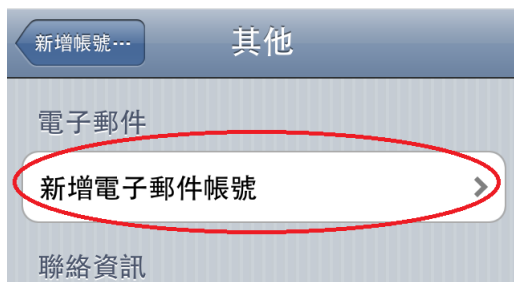 新增帳號… 其他
電子郵件
新增電子郵件帳號
聯絡資訊